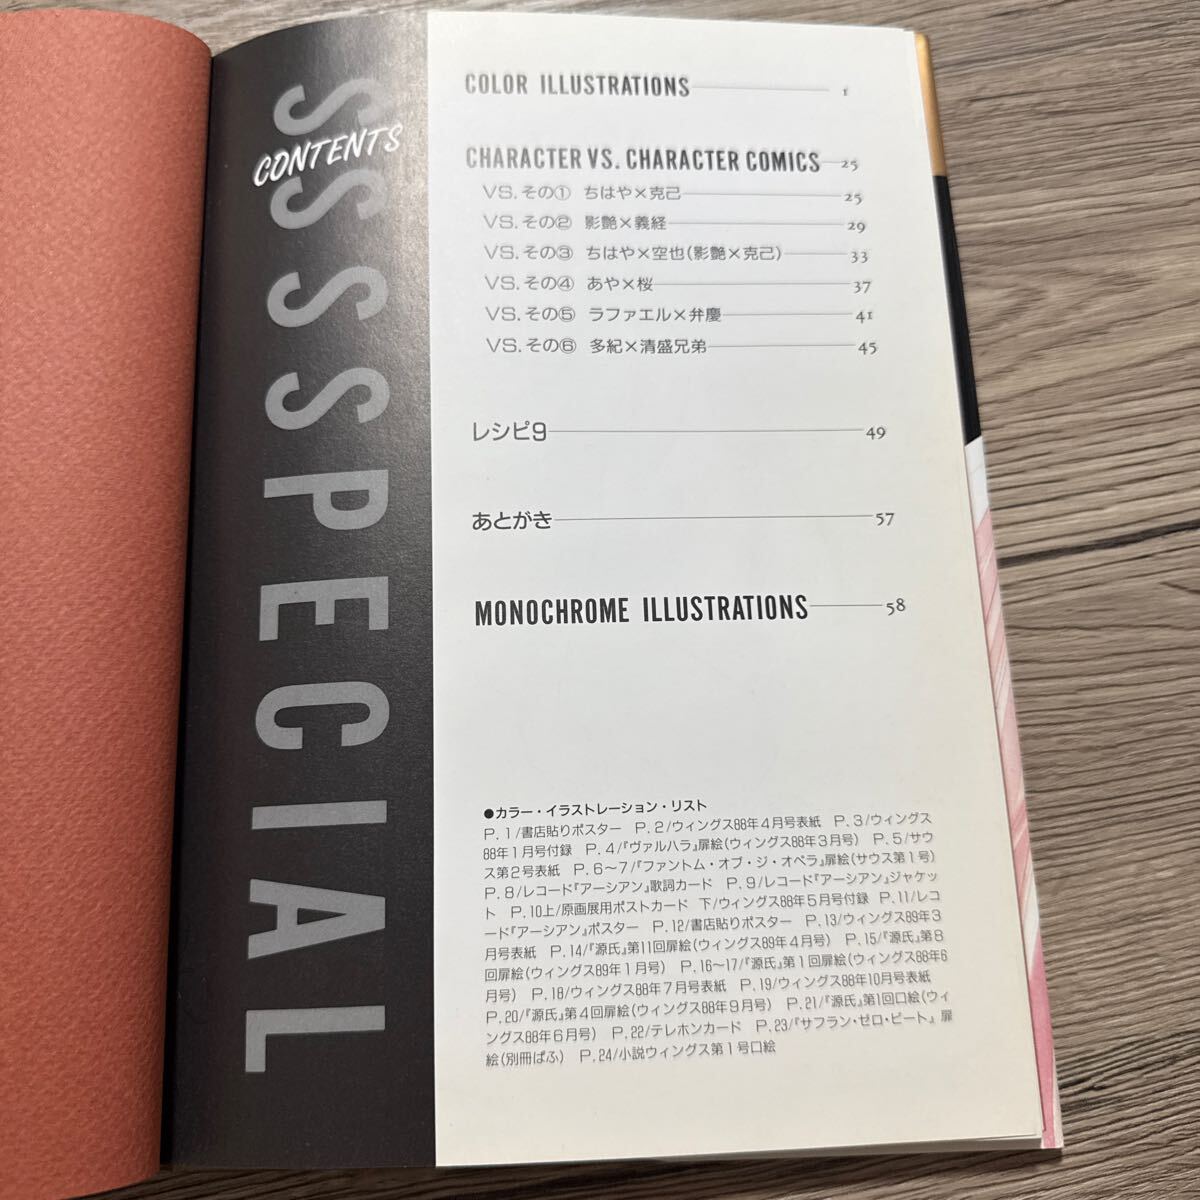 SSSSPECIAL
CONTENTS
COLOR ILLUSTRATIONS 1
CHARACTER VS. CHARACTER COMICS 25
VS.その① ちはや×克己 25
VS.その② 影艶×義経 29
VS.その③ ちはや×空也(影艶×克己) 33
VS.その④ あや×桜 37
VS.その⑤ ラファエル×弁慶 41
VS.その⑥ 多紀×清盛兄弟 45
レシピ9 49
あとがき 57
MONOCHROME ILLUSTRATIONS 58
●カラー・イラストレーション・リスト
P.1/書店貼りポスター P.2/ウィングス88年4月号表紙 P.3/ウィングス
88年1月号付録 P.4/『ヴァルハラ』扉絵(ウィングス88年3月号) P.5/サウ
ス第2号表紙 P.6〜7/『ファントム・オブ・ジ・オペラ』扉絵(サウス第1号)
P.8/レコード『アーシアン』歌詞カード P.9/レコード『アーシアン』ジャケッ
ト P.10上/原画展用ポストカード 下/ウィングス88年5月号付録 P.11/レコ
ード『アーシアン』ポスター P.12/書店貼りポスター P.13/ウィングス89年3
月号表紙 P.14/『源氏』第11回扉絵(ウィングス89年4月号) P.15/『源氏』第8
回扉絵(ウィングス89年1月号) P.16〜17/『源氏』第1回扉絵(ウィングス88年6
月号) P.18/ウィングス88年7月号表紙 P.19/ウィングス88年10月号表紙
P.20/『源氏』第4回扉絵(ウィングス88年9月号) P.21/『源氏』第1回口絵(ウィ
ングス88年6月号) P.22/テレホンカード P.23/『サフラン・ゼロ・ビート』扉
絵(別冊ぱふ) P.24/小説ウィングス第1号口絵